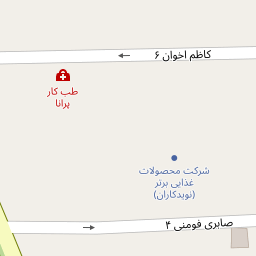 کاظم اخوان ۶
طب کار
پرانا
شرکت محصولات
غذایی برتر
(نویدکاران)
صابری فومنی ۴